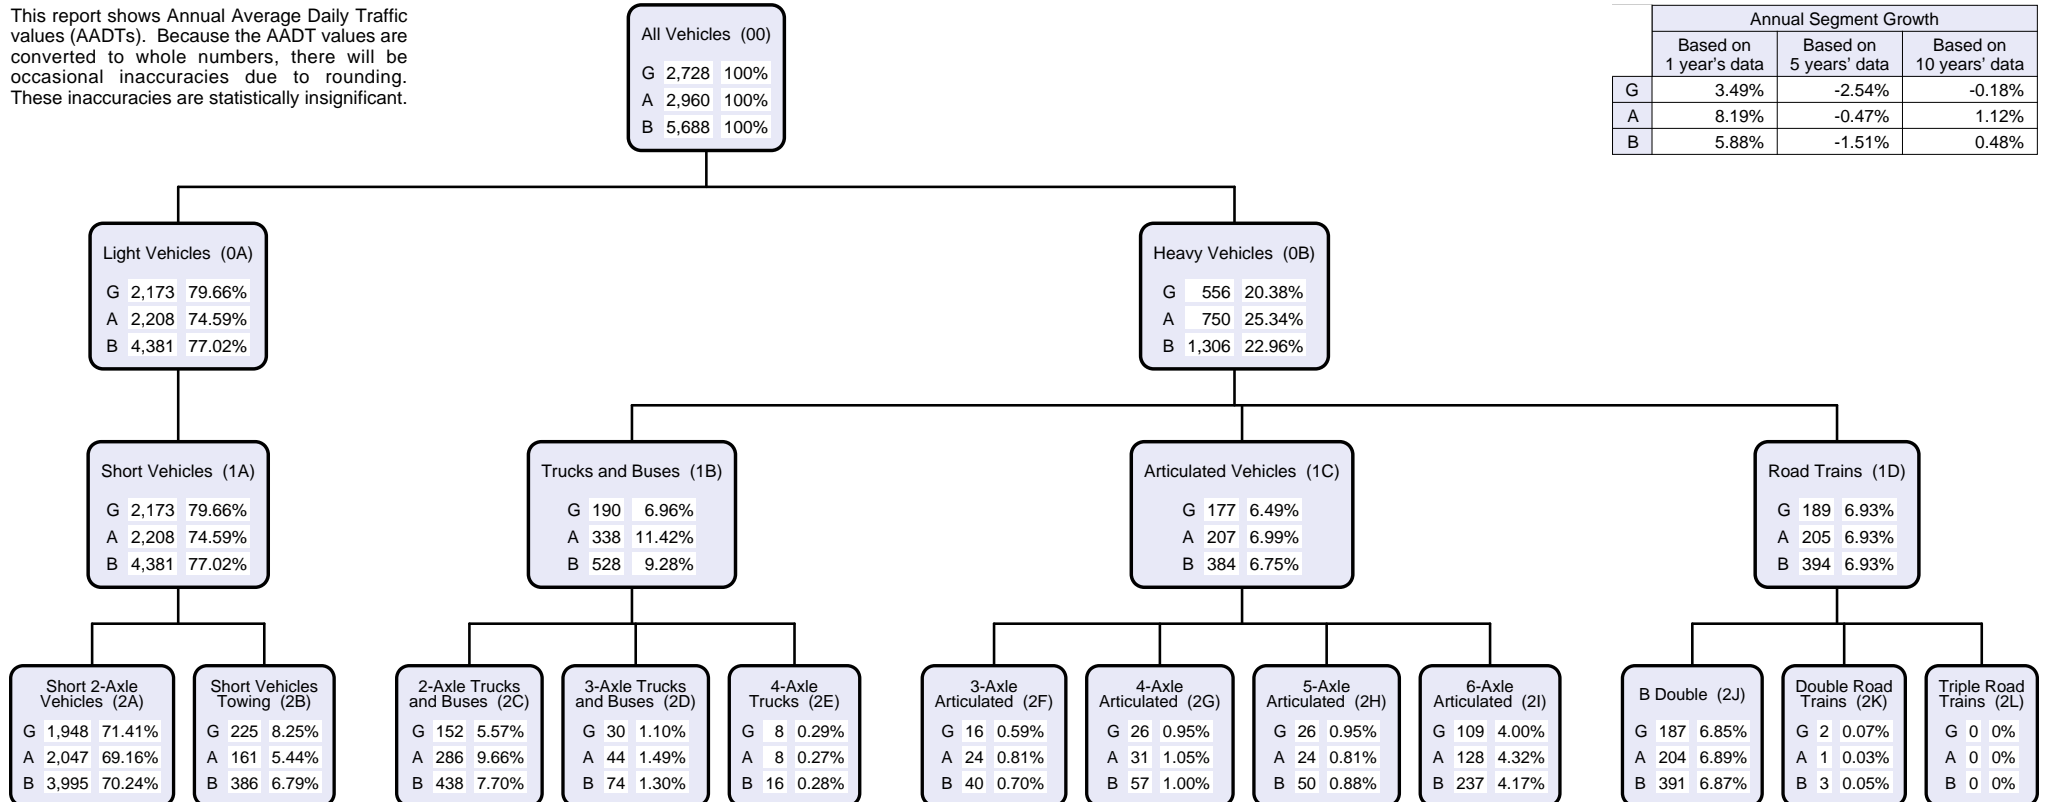 This report shows Annual Average Daily Traffic
values (AADTs). Because the AADT values are
converted to whole numbers, there will be
occasional inaccuracies due to rounding.
These inaccuracies are statistically insignificant.
All Vehicles (00)
G 2,728 100%
A 2,960 100%
B 5,688 100%
Annual Segment Growth
Based on 1 year's data Based on 5 years' data Based on 10 years' data
G 3.49% -2.54% -0.18%
A 8.19% -0.47% 1.12%
B 5.88% -1.51% 0.48%
Light Vehicles (0A)
G 2,173 79.66%
A 2,208 74.59%
B 4,381 77.02%
Heavy Vehicles (0B)
G 556 20.38%
A 750 25.34%
B 1,306 22.96%
Short Vehicles (1A)
G 2,173 79.66%
A 2,208 74.59%
B 4,381 77.02%
Trucks and Buses (1B)
G 190 6.96%
A 338 11.42%
B 528 9.28%
Articulated Vehicles (1C)
G 177 6.49%
A 207 6.99%
B 384 6.75%
Road Trains (1D)
G 189 6.93%
A 205 6.93%
B 394 6.93%
Short 2-Axle
Vehicles (2A)
G 1,948 71.41%
A 2,047 69.16%
B 3,995 70.24%
Short Vehicles
Towing (2B)
G 225 8.25%
A 161 5.44%
B 386 6.79%
2-Axle Trucks
and Buses (2C)
G 152 5.57%
A 286 9.66%
B 438 7.70%
3-Axle Trucks
and Buses (2D)
G 30 1.10%
A 44 1.49%
B 74 1.30%
4-Axle
Trucks (2E)
G 8 0.29%
A 8 0.27%
B 16 0.28%
3-Axle
Articulated (2F)
G 16 0.59%
A 24 0.81%
B 40 0.70%
4-Axle
Articulated (2G)
G 26 0.95%
A 31 1.05%
B 57 1.00%
5-Axle
Articulated (2H)
G 26 0.95%
A 24 0.81%
B 50 0.88%
6-Axle
Articulated (2I)
G 109 4.00%
A 128 4.32%
B 237 4.17%
B Double (2J)
G 187 6.85%
A 204 6.89%
B 391 6.87%
Double Road
Trains (2K)
G 2 0.07%
A 1 0.03%
B 3 0.05%
Triple Road
Trains (2L)
G 0 0%
A 0 0%
B 0 0%